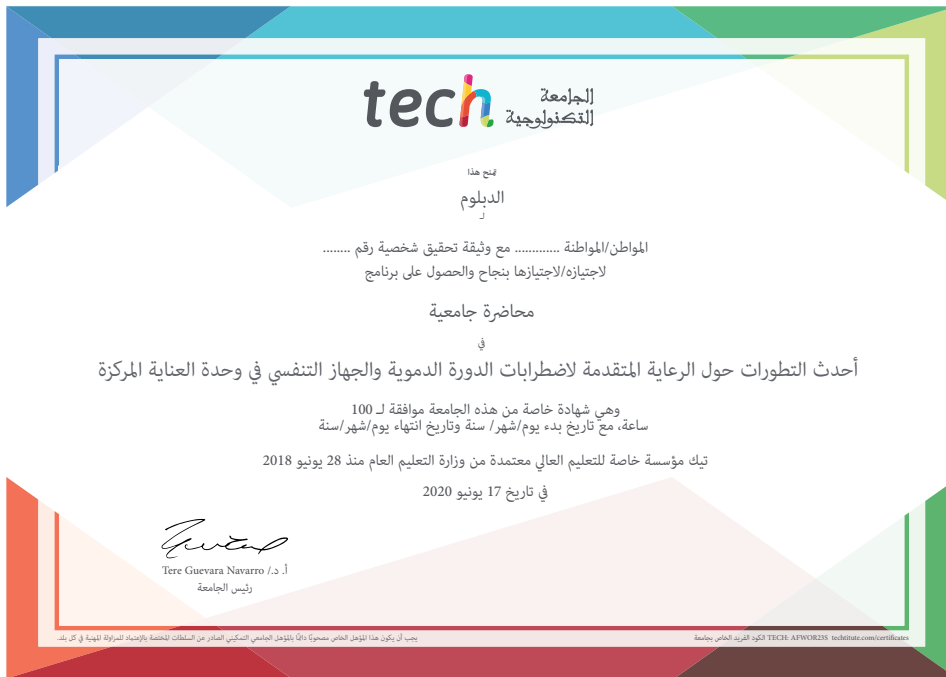 tech الجامعة
التكنولوجية
يمنح هذا
الدبلوم
لـ
المواطن/المواطنة ............. مع وثيقة تحقيق شخصية رقم ........
لاجتيازه/لاجتيازها بنجاح والحصول على برنامج
محاضرة جامعية
في
أحدث التطورات حول الرعاية المتقدمة لاضطرابات الدورة الدموية والجهاز التنفسي في وحدة العناية المركزة
وهي شهادة خاصة من هذه الجامعة موافقة لـ 100
ساعة، مع تاريخ بدء يوم/شهر/ سنة وتاريخ انتهاء يوم/شهر/سنة
تيك مؤسسة خاصة للتعليم العالي معتمدة من وزارة التعليم العام منذ 28 يونيو 2018
في تاريخ 17 يونيو 2020
أ. د./ Tere Guevara Navarro
رئيس الجامعة
يجب أن يكون هذا المؤهل الخاص مصحوبًا دائمًا بالمؤهل الجامعي التمكيني الصادر عن السلطات المختصة بالإعتماد للمزاولة المهنية في كل بلد.
الكود الفريد الخاص بجامعة TECH: AFWOR23S techtitute.com/certificates